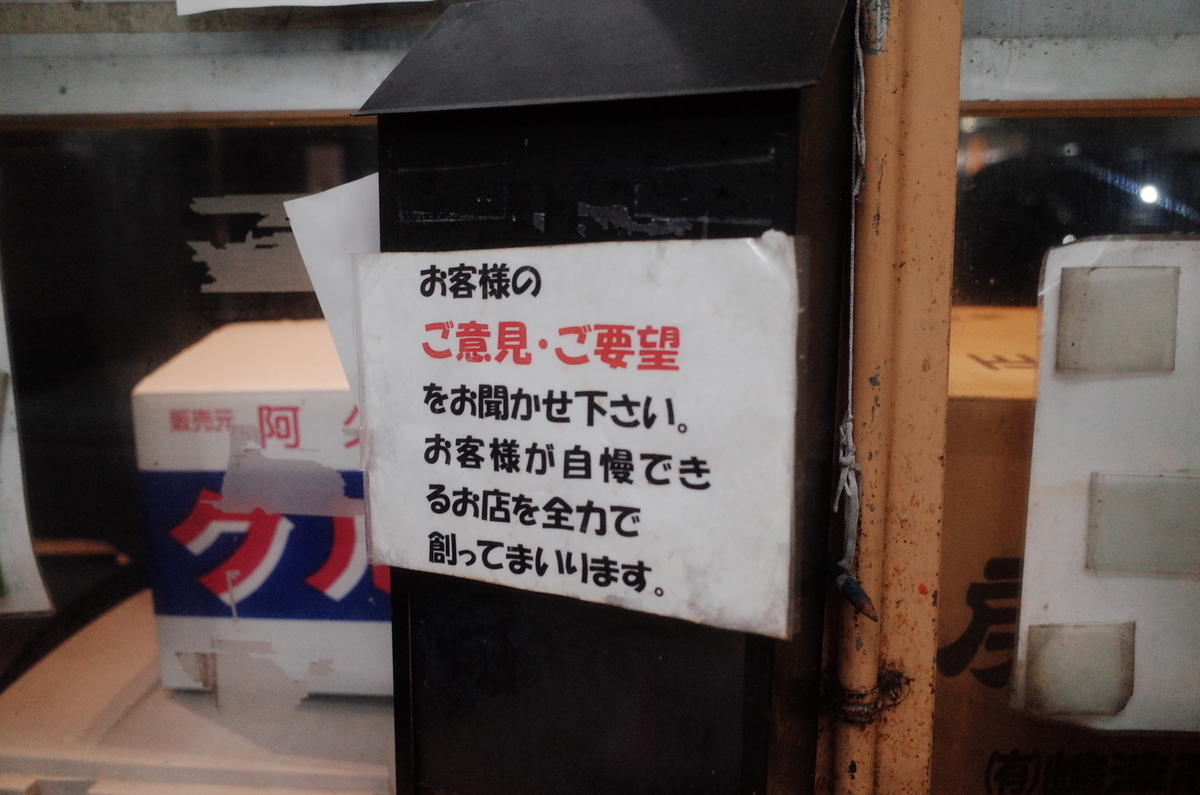 お客様の
ご意見・ご要望
をお聞かせ下さい。
お客様が自慢でき
るお店を全力で
創ってまいります。
販売元 阿
クル